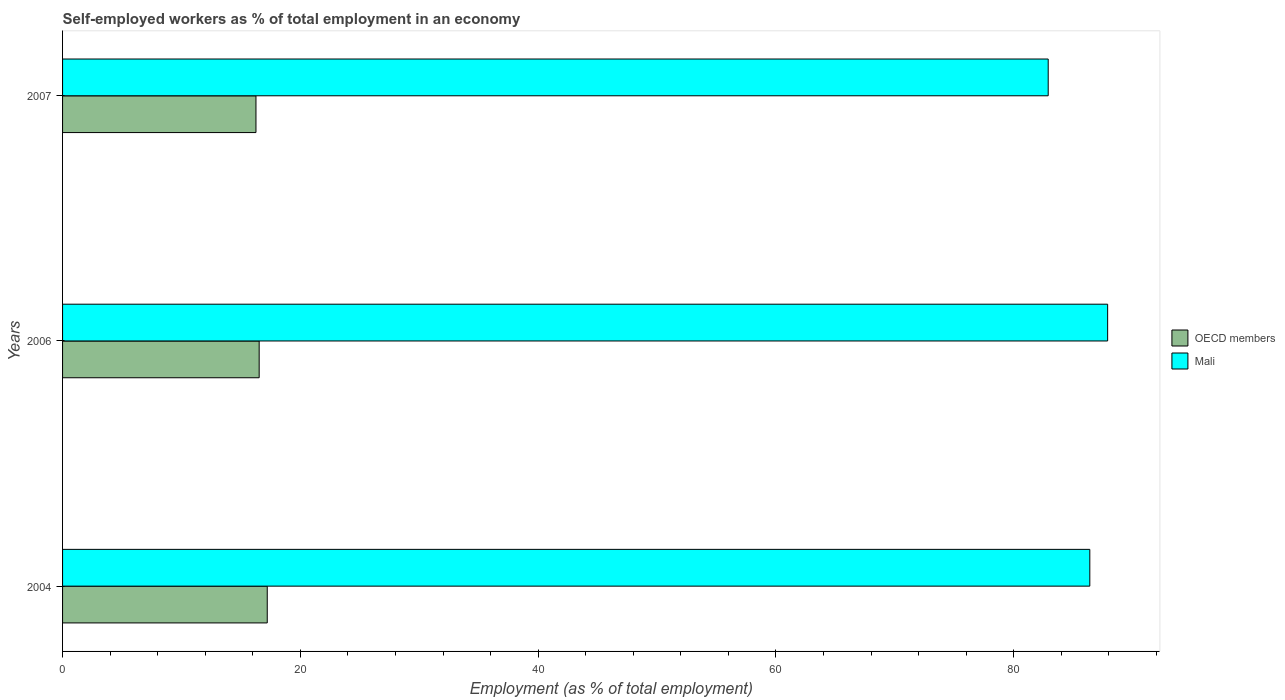 Self-employed workers as % of total employment in an economy
2007
2006
2004
Years
0
20
40
60
80
Employment (as % of total employment)
OECD members
Mali